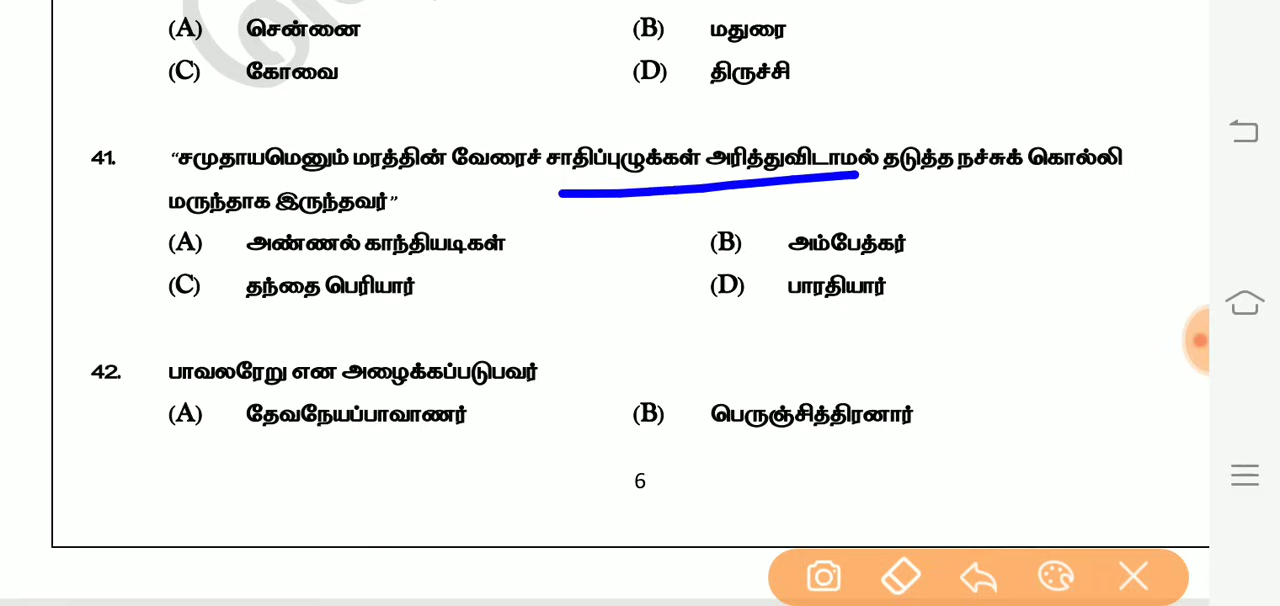 (A) சென்னை (B) மதுரை
(C) கோவை (D) திருச்சி
41. “சமுதாயமெனும் மரத்தின் வேரைச் சாதிப்புழுக்கள் அரித்துவிடாமல் தடுத்த நச்சுக் கொல்லி
மருந்தாக இருந்தவர்”
(A) அண்ணல் காந்தியடிகள் (B) அம்பேத்கர்
(C) தந்தை பெரியார் (D) பாரதியார்
42. பாவலரேறு என அழைக்கப்படுபவர்
(A) தேவநேயப்பாவாணர் (B) பெருஞ்சித்திரனார்
6